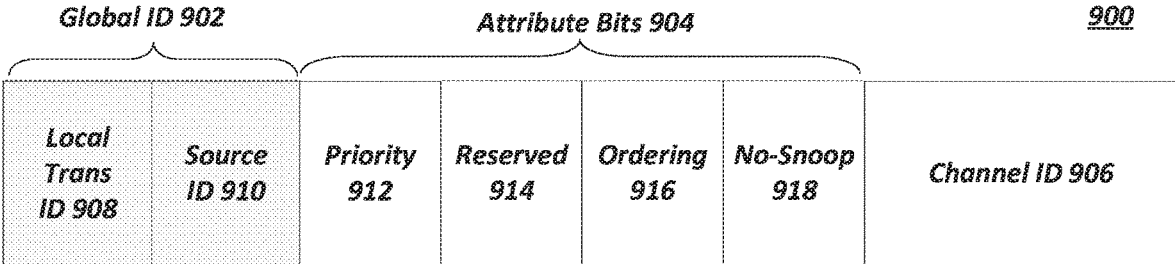 Global ID 902
Attribute Bits 904
900
Local
Trans
ID 908
Source
ID 910
Priority
912
Reserved
914
Ordering
916
No-Snoop
918
Channel ID 906